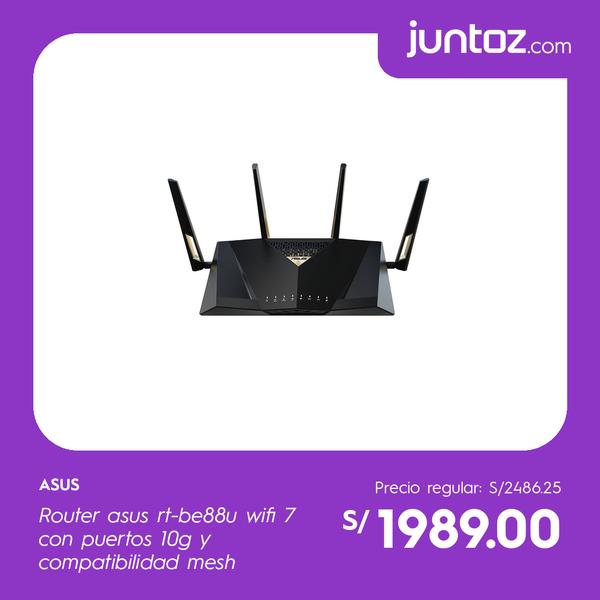 juntoz.com
ASUS
Router asus rt-be88u wifi 7
con puertos 10g y
compatibilidad mesh
Precio regular: S/2486.25
S/1989.00